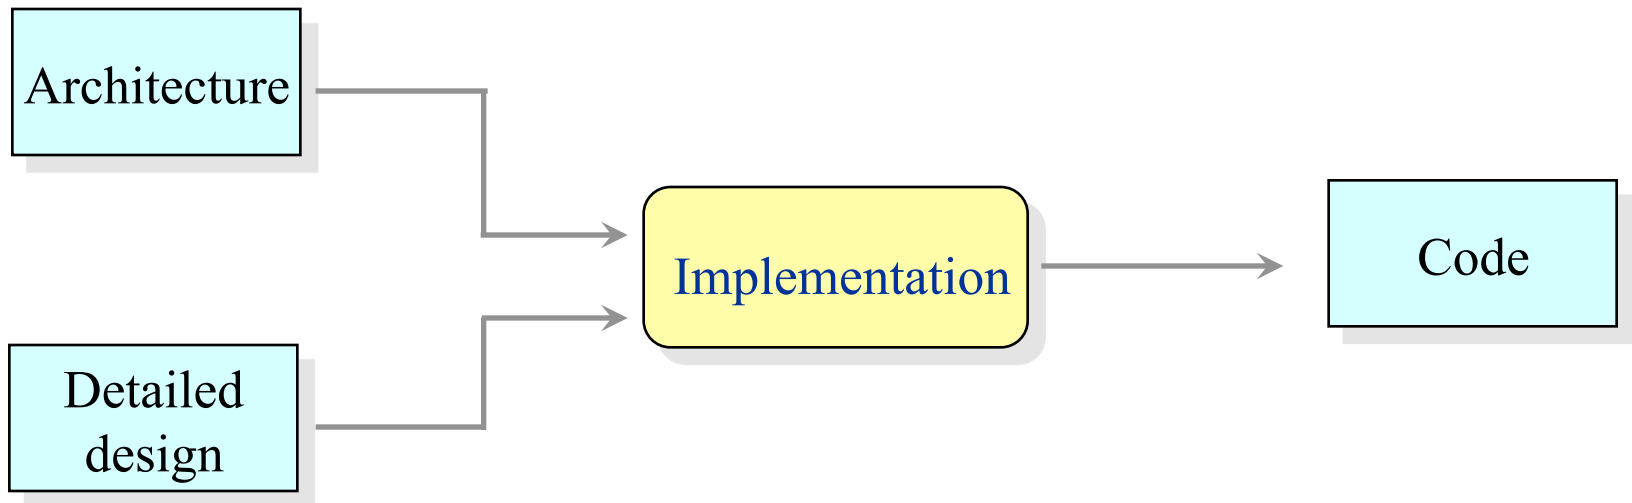 Architecture
Implementation
Code
Detailed
design